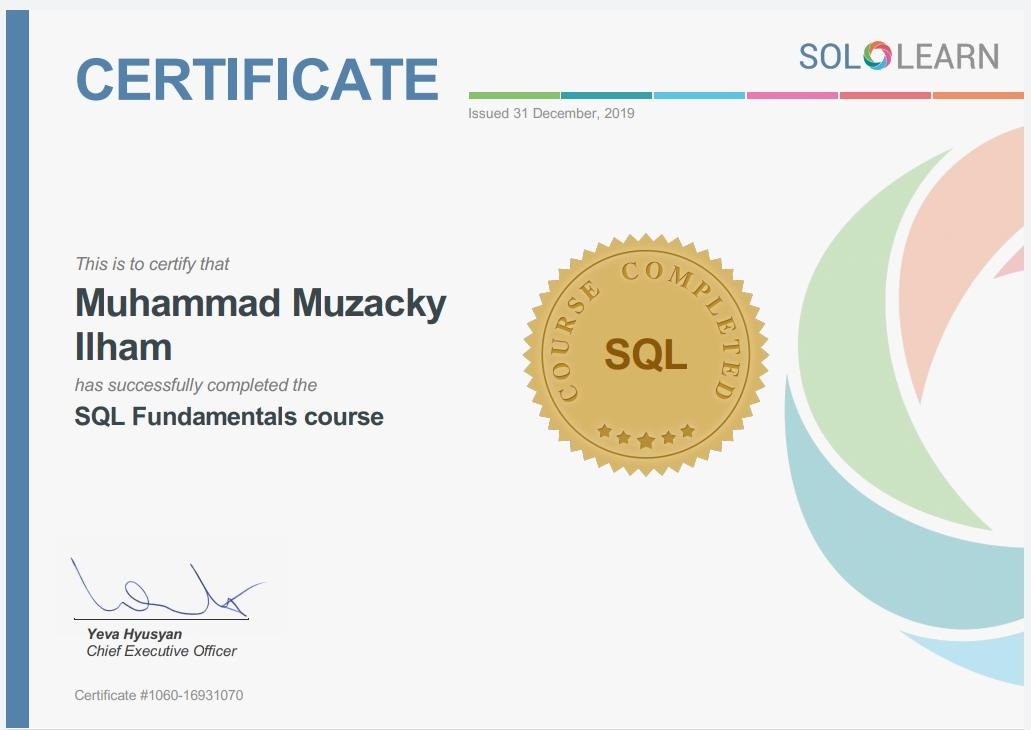 CERTIFICATE
SOLOLEARN
Issued 31 December, 2019
This is to certify that
Muhammad Muzacky
Ilham
has successfully completed the
SQL Fundamentals course
COURSE COMPLETED
SQL
Yeva Hyusyan
Chief Executive Officer
Certificate #1060-16931070